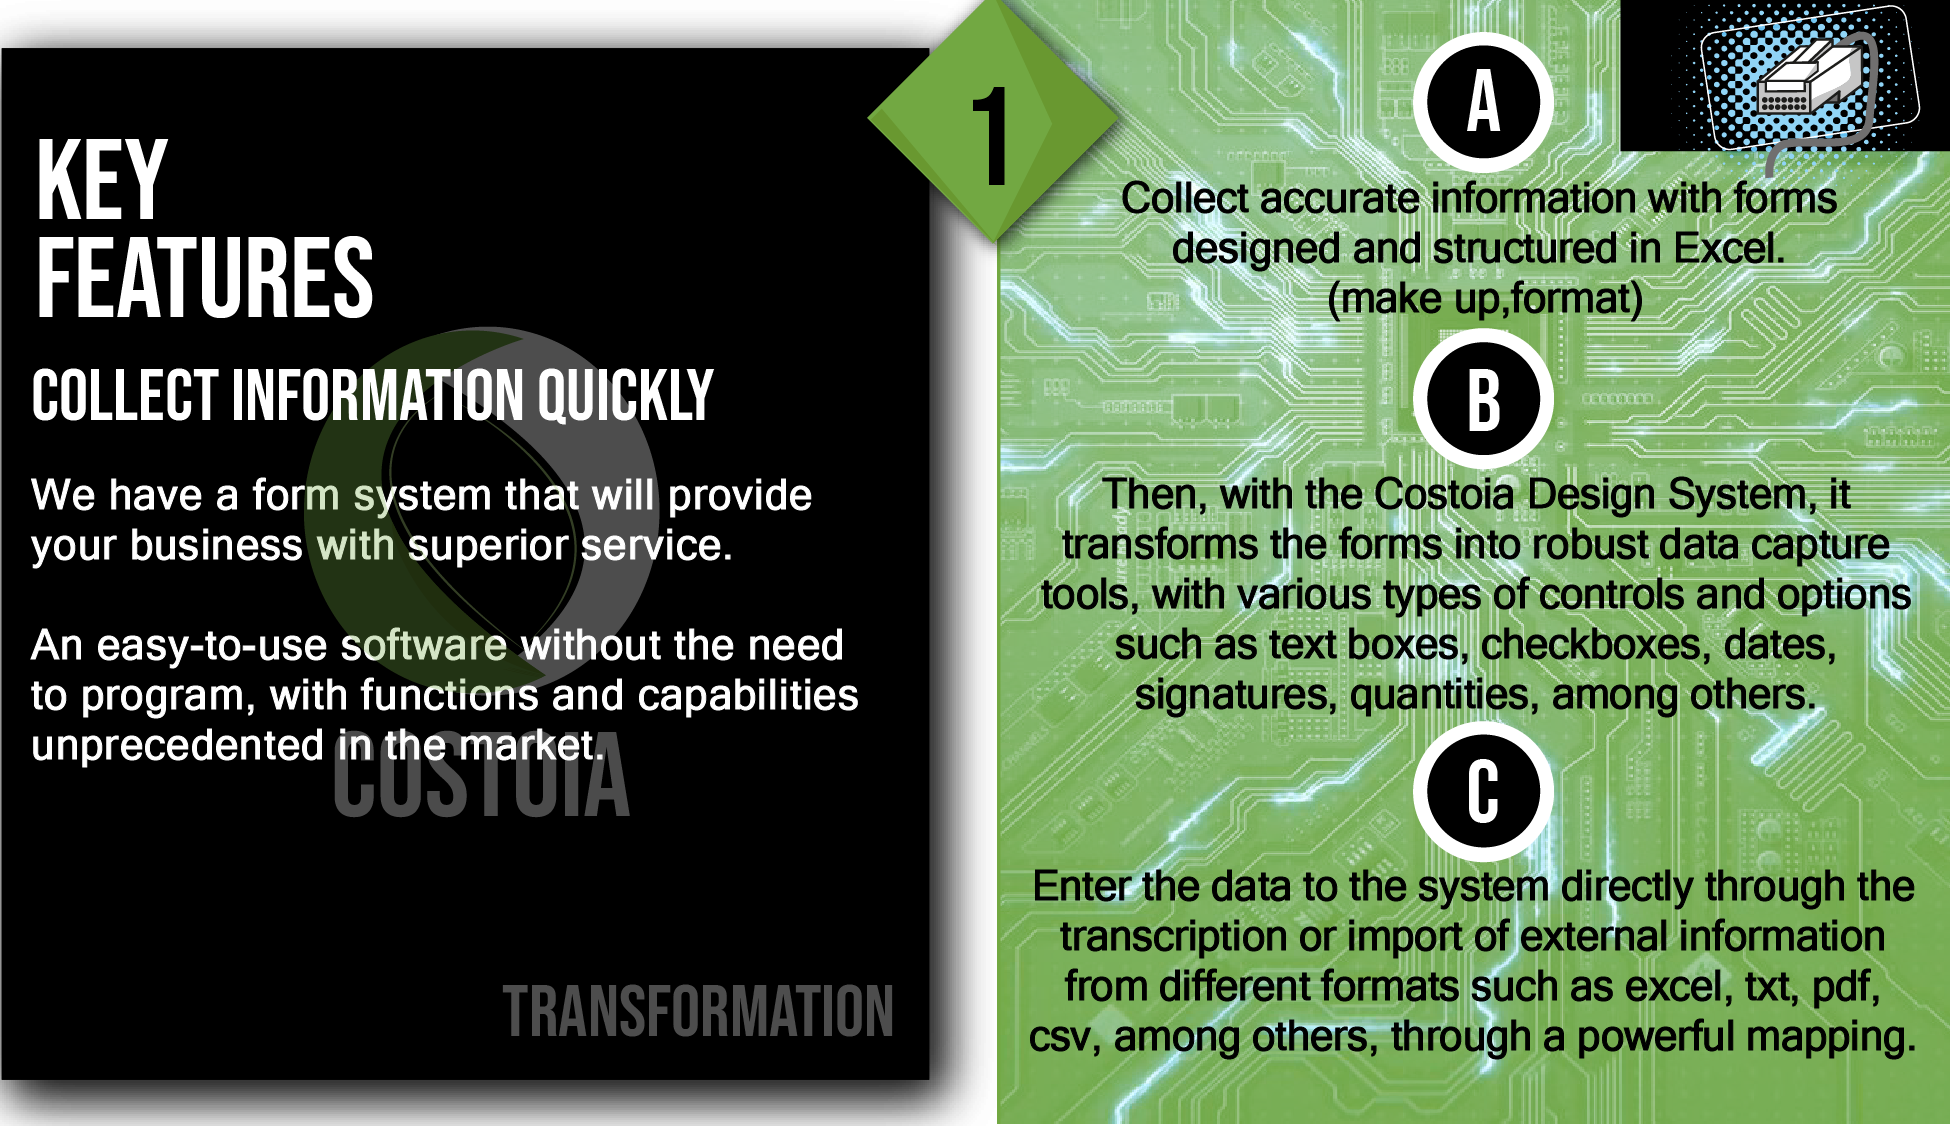 KEY
FEATURES
COLLECT INFORMATION QUICKLY
We have a form system that will provide
your business with superior service.
An easy-to-use software without the need
to program, with functions and capabilities
unprecedented in the market.
COSTOIA
TRANSFORMATION
1
A
Collect accurate information with forms
designed and structured in Excel.
(make up,format)
B
Then, with the Costoia Design System, it
transforms the forms into robust data capture
tools, with various types of controls and options
such as text boxes, checkboxes, dates,
signatures, quantities, among others.
C
Enter the data to the system directly through the
transcription or import of external information
from different formats such as excel, txt, pdf,
csv, among others, through a powerful mapping.